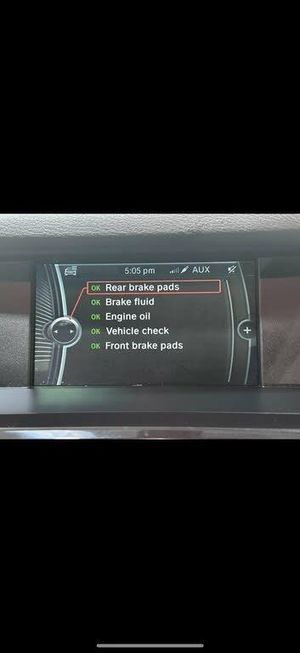 5:05 pm AUX
OK Rear brake pads
OK Brake fluid
OK Engine oil
OK Vehicle check
OK Front brake pads
+